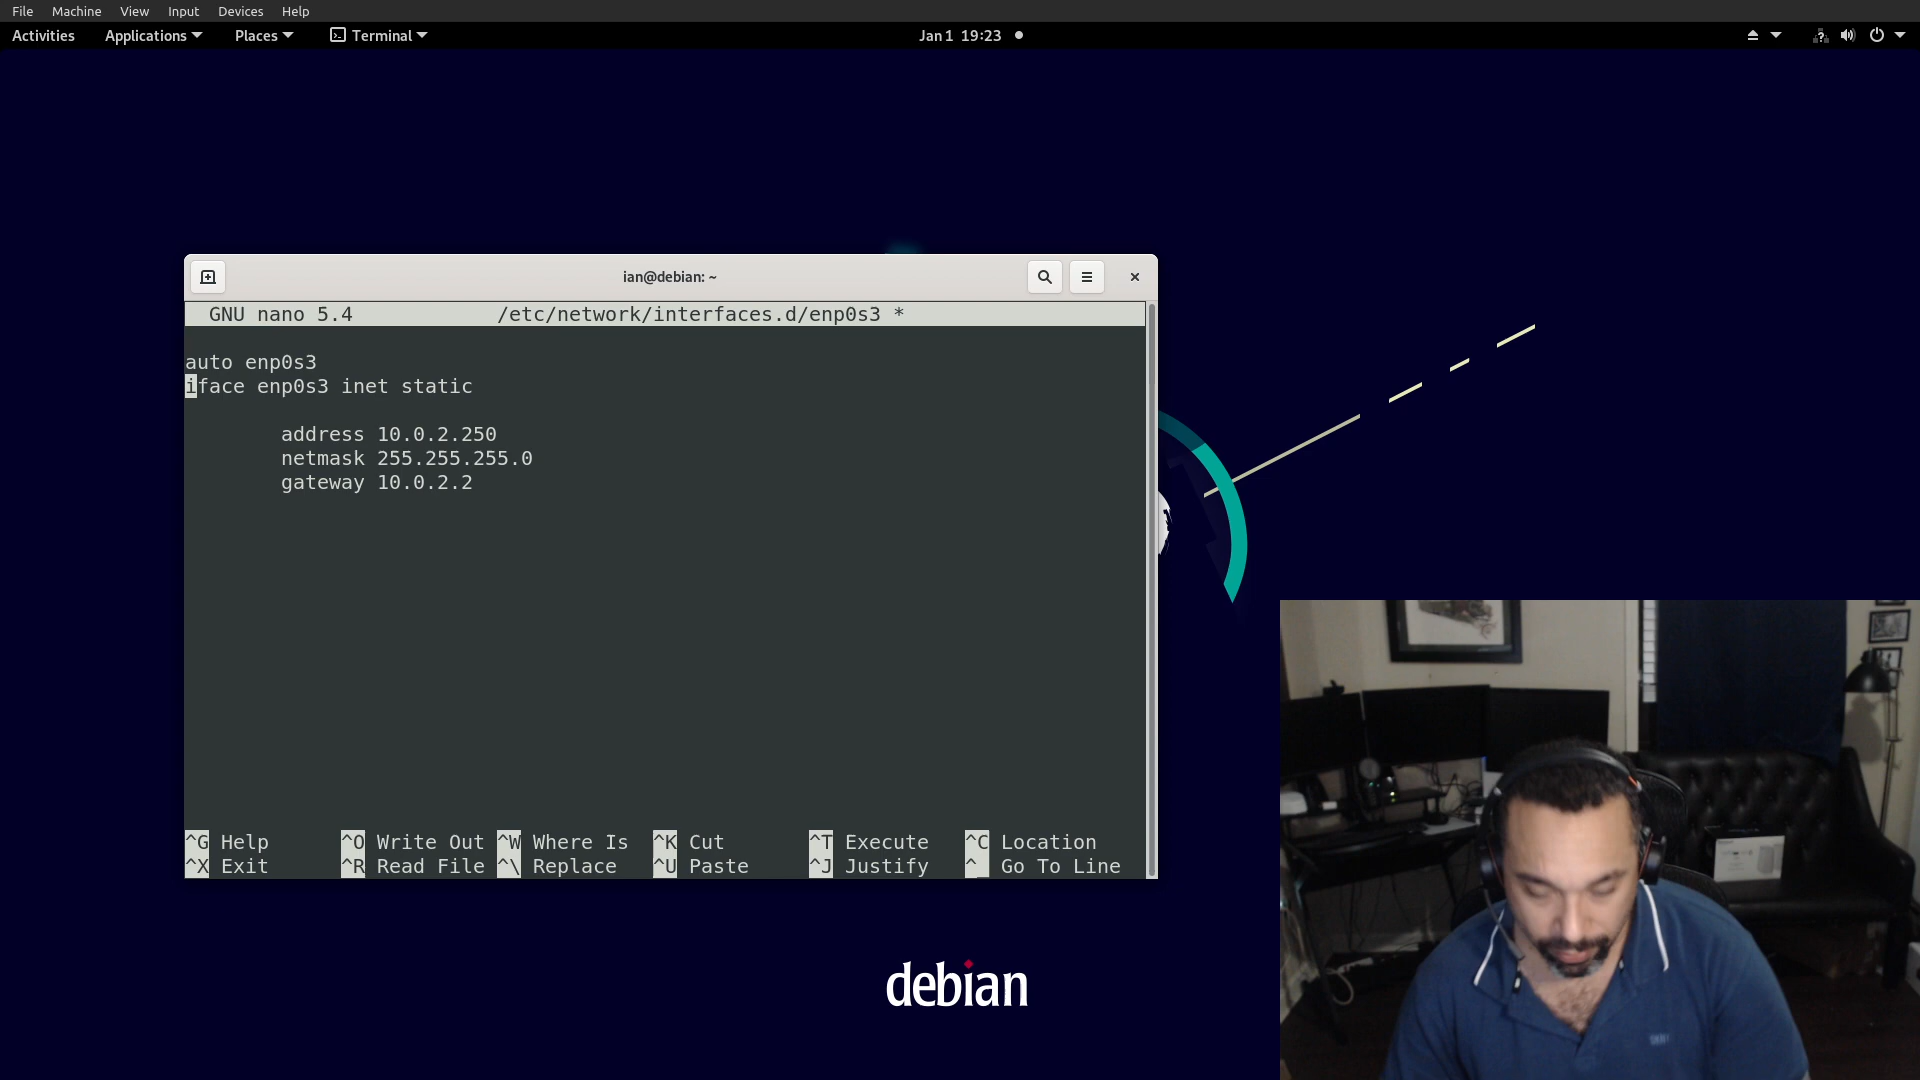 File Machine View Input Devices Help
Activities Applications Places Terminal Jan 1 19:23
ian@debian: ~
GNU nano 5.4 /etc/network/interfaces.d/enp0s3 *
auto enp0s3
iface enp0s3 inet static
address 10.0.2.250
netmask 255.255.255.0
gateway 10.0.2.2
^G Help ^O Write Out ^W Where Is ^K Cut ^T Execute ^C Location
^X Exit ^R Read File ^\ Replace ^U Paste ^J Justify ^_ Go To Line
debian